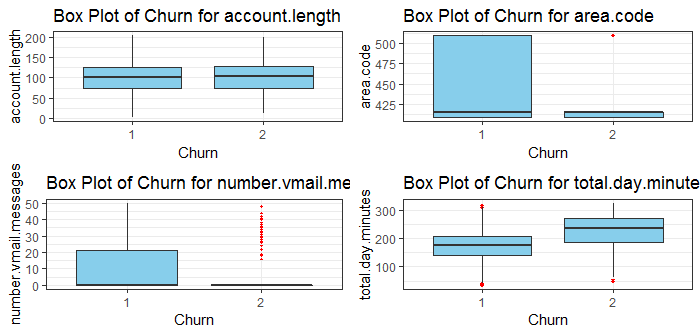 Box Plot of Churn for account.length
account.length
200
150
100
50
0
1 2
Churn
Box Plot of Churn for area.code
area.code
500
475
450
425
1 2
Churn
Box Plot of Churn for number.vmail.me
number.vmail.messages
50
40
30
20
10
0
1 2
Churn
Box Plot of Churn for total.day.minute
total.day.minutes
300
200
100
1 2
Churn